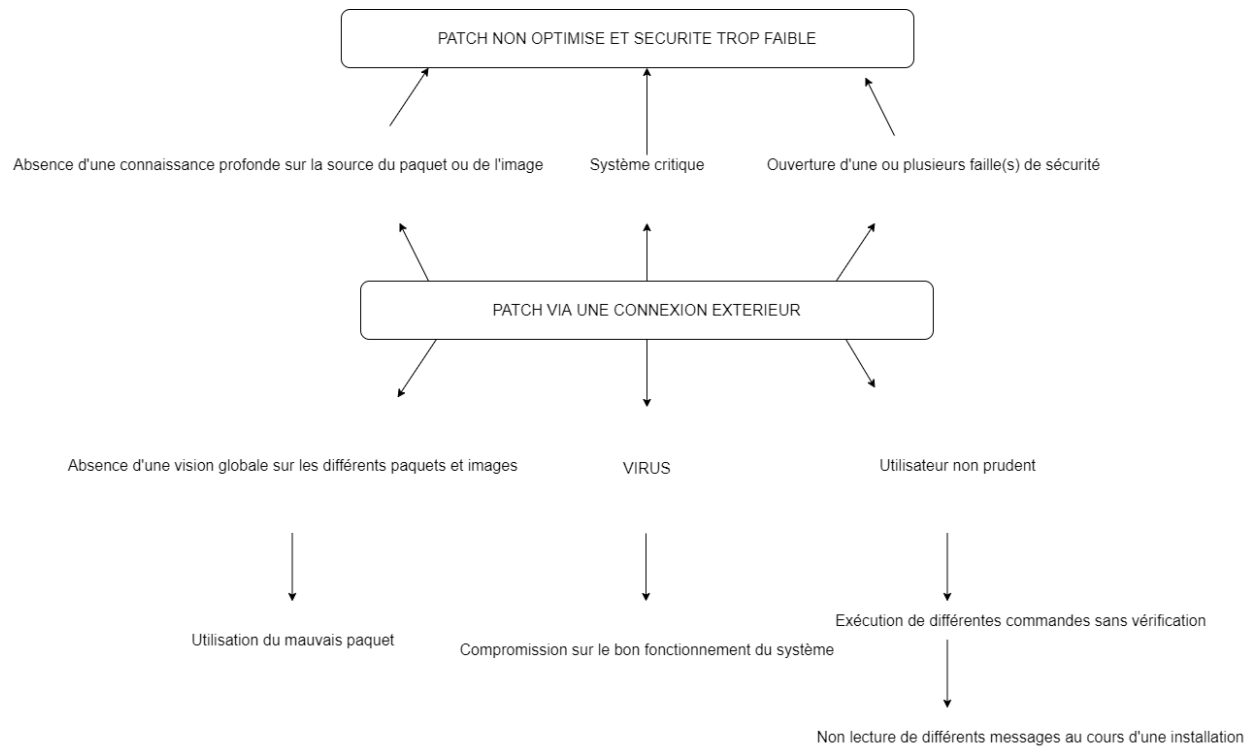 PATCH NON OPTIMISE ET SECURITE TROP FAIBLE
Absence d'une connaissance profonde sur la source du paquet ou de l'image
Système critique
Ouverture d'une ou plusieurs faille(s) de sécurité
PATCH VIA UNE CONNEXION EXTERIEUR
Absence d'une vision globale sur les différents paquets et images
VIRUS
Utilisateur non prudent
Utilisation du mauvais paquet
Compromission sur le bon fonctionnement du système
Exécution de différentes commandes sans vérification
Non lecture de différents messages au cours d'une installation